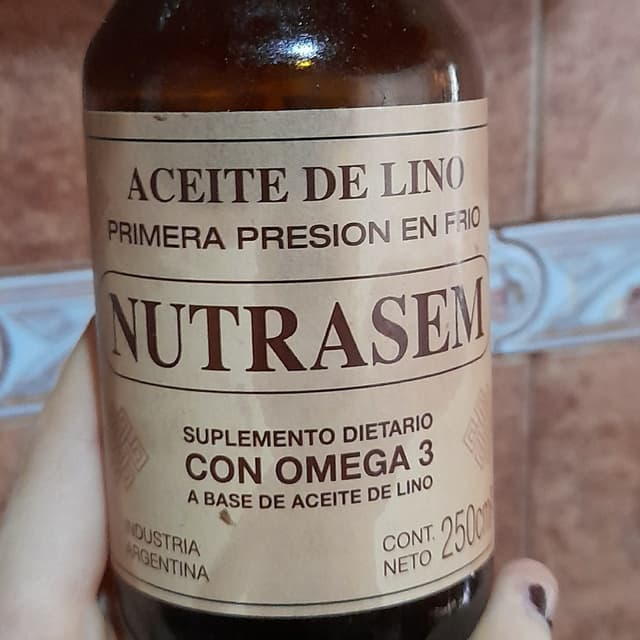 ACEITE DE LINO
PRIMERA PRESION EN FRIO
NUTRASEM
SUPLEMENTO DIETARIO
CON OMEGA 3
A BASE DE ACEITE DE LINO
INDUSTRIA
ARGENTINA
CONT.
NETO
250cm³